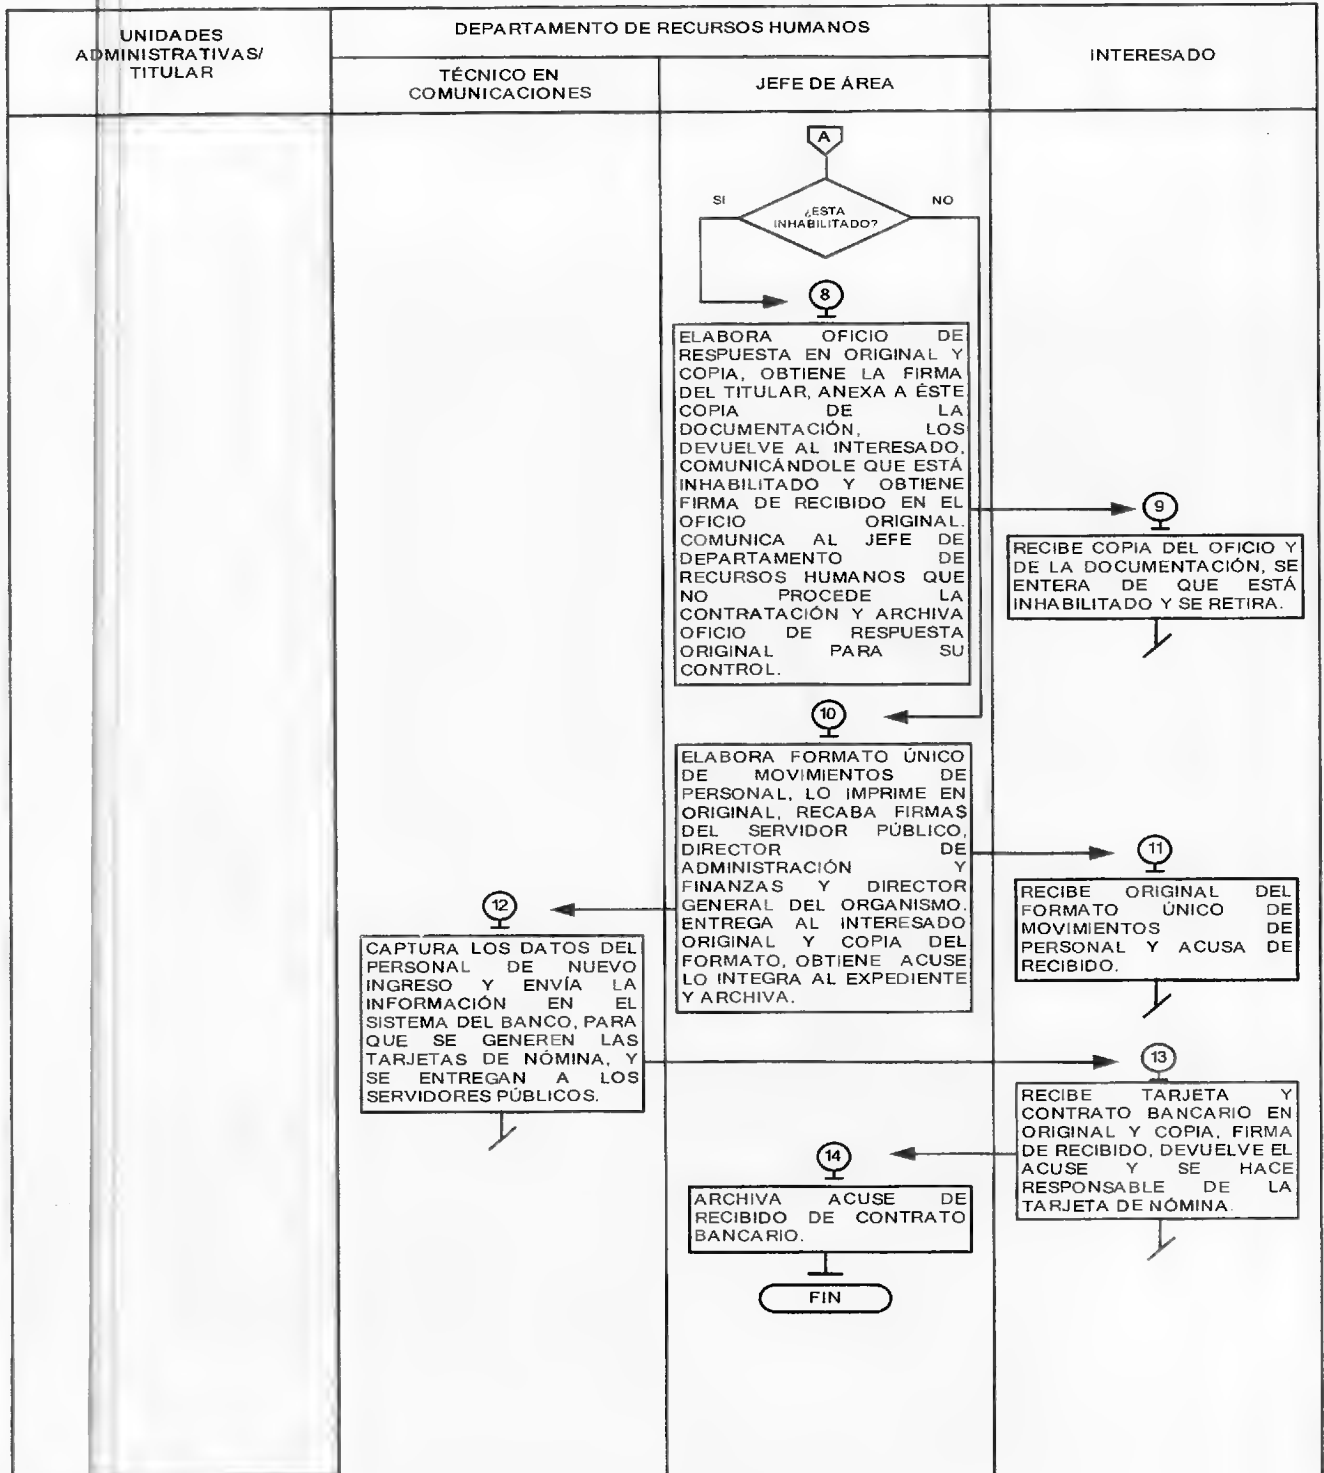 UNIDADES
ADMINISTRATIVAS/
TITULAR
DEPARTAMENTO DE RECURSOS HUMANOS
TÉCNICO EN
COMUNICACIONES
JEFE DE ÁREA
INTERESADO
A
SI
¿ESTA
INHABILITADO?
NO
8
ELABORA OFICIO DE
RESPUESTA EN ORIGINAL Y
COPIA, OBTIENE LA FIRMA
DEL TITULAR, ANEXA A ÉSTE
COPIA DE LA
DOCUMENTACIÓN, LOS
DEVUELVE AL INTERESADO,
COMUNICÁNDOLE QUE ESTÁ
INHABILITADO Y OBTIENE
FIRMA DE RECIBIDO EN EL
OFICIO ORIGINAL.
COMUNICA AL JEFE DE
DEPARTAMENTO DE
RECURSOS HUMANOS QUE
NO PROCEDE LA
CONTRATACIÓN Y ARCHIVA
OFICIO DE RESPUESTA
ORIGINAL PARA SU
CONTROL.
9
RECIBE COPIA DEL OFICIO Y
DE LA DOCUMENTACIÓN, SE
ENTERA DE QUE ESTÁ
INHABILITADO Y SE RETIRA.
10
ELABORA FORMATO ÚNICO
DE MOVIMIENTOS DE
PERSONAL, LO IMPRIME EN
ORIGINAL, RECABA FIRMAS
DEL SERVIDOR PÚBLICO,
DIRECTOR DE
ADMINISTRACIÓN Y
FINANZAS Y DIRECTOR
GENERAL DEL ORGANISMO.
ENTREGA AL INTERESADO
ORIGINAL Y COPIA DEL
FORMATO, OBTIENE ACUSE
LO INTEGRA AL EXPEDIENTE
Y ARCHIVA.
11
RECIBE ORIGINAL DEL
FORMATO ÚNICO DE
MOVIMIENTOS DE
PERSONAL Y ACUSA DE
RECIBIDO.
12
CAPTURA LOS DATOS DEL
PERSONAL DE NUEVO
INGRESO Y ENVÍA LA
INFORMACIÓN EN EL
SISTEMA DEL BANCO, PARA
QUE SE GENEREN LAS
TARJETAS DE NÓMINA, Y
SE ENTREGAN A LOS
SERVIDORES PÚBLICOS.
13
RECIBE TARJETA Y
CONTRATO BANCARIO EN
ORIGINAL Y COPIA, FIRMA
DE RECIBIDO, DEVUELVE EL
ACUSE Y SE HACE
RESPONSABLE DE LA
TARJETA DE NÓMINA.
14
ARCHIVA ACUSE DE
RECIBIDO DE CONTRATO
BANCARIO.
FIN